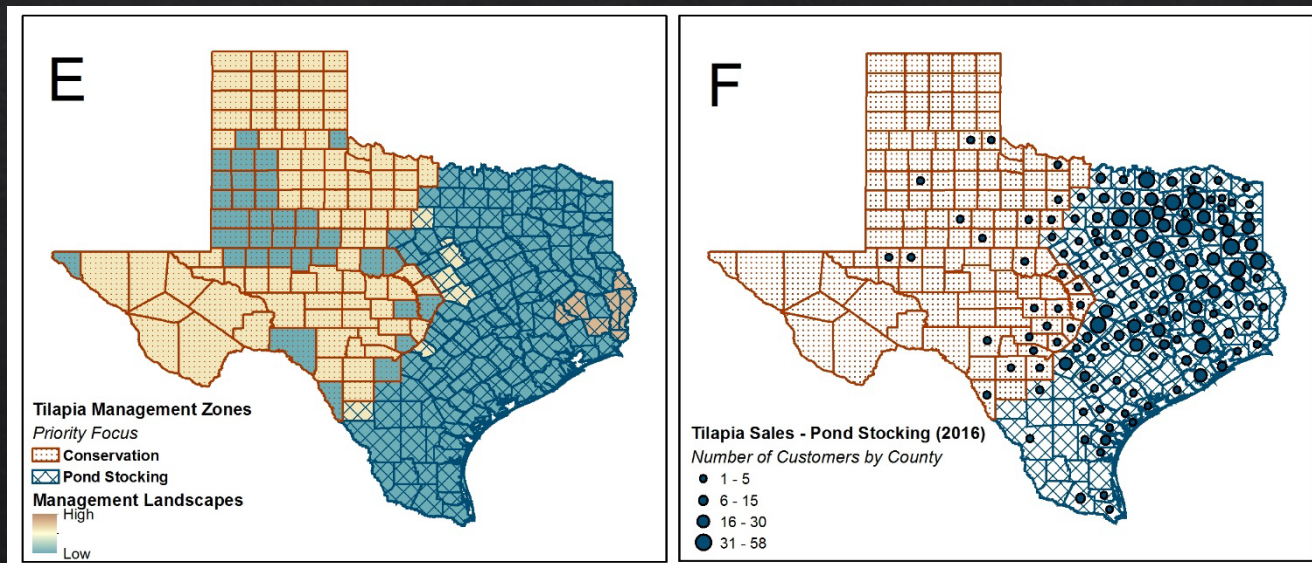 E
Tilapia Management Zones
Priority Focus
Conservation
Pond Stocking
Management Landscapes
High
Low
F
Tilapia Sales - Pond Stocking (2016)
Number of Customers by County
1 - 5
6 - 15
16 - 30
31 - 58